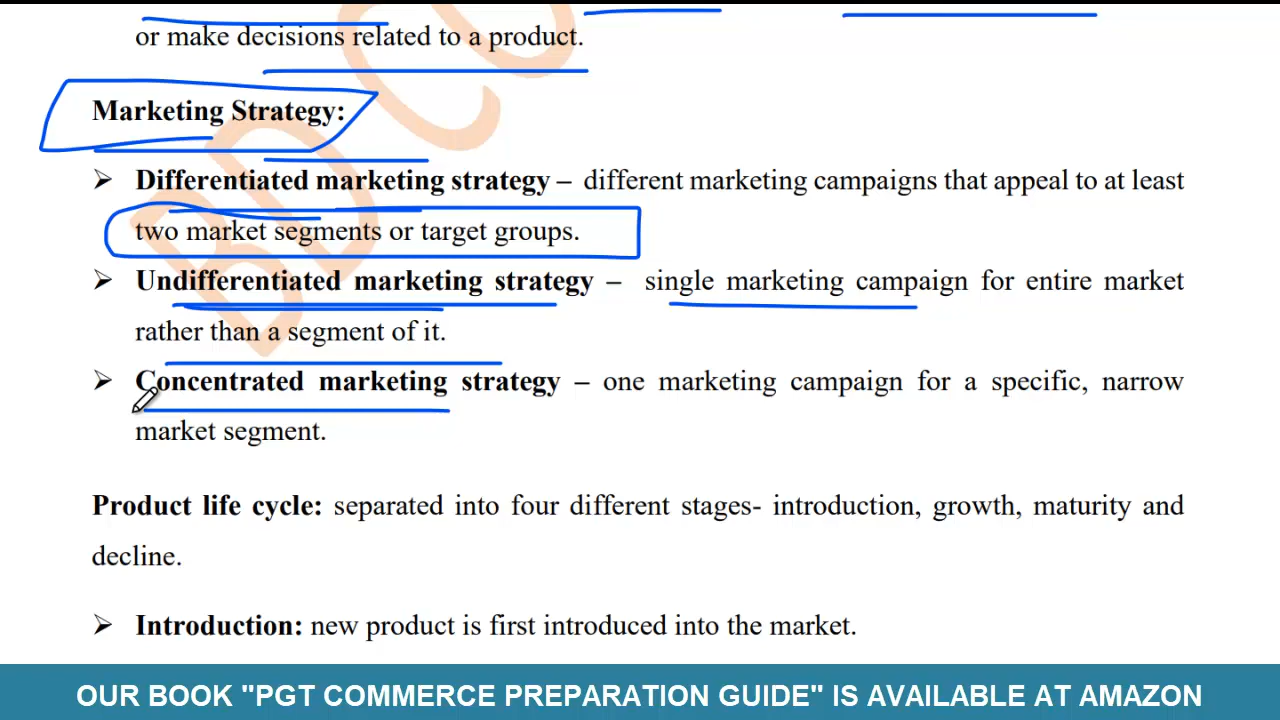 or make decisions related to a product.
Marketing Strategy:
➢ Differentiated marketing strategy – different marketing campaigns that appeal to at least
two market segments or target groups.
➢ Undifferentiated marketing strategy – single marketing campaign for entire market
rather than a segment of it.
➢ Concentrated marketing strategy – one marketing campaign for a specific, narrow
market segment.
Product life cycle: separated into four different stages- introduction, growth, maturity and
decline.
➢ Introduction: new product is first introduced into the market.
OUR BOOK "PGT COMMERCE PREPARATION GUIDE" IS AVAILABLE AT AMAZON